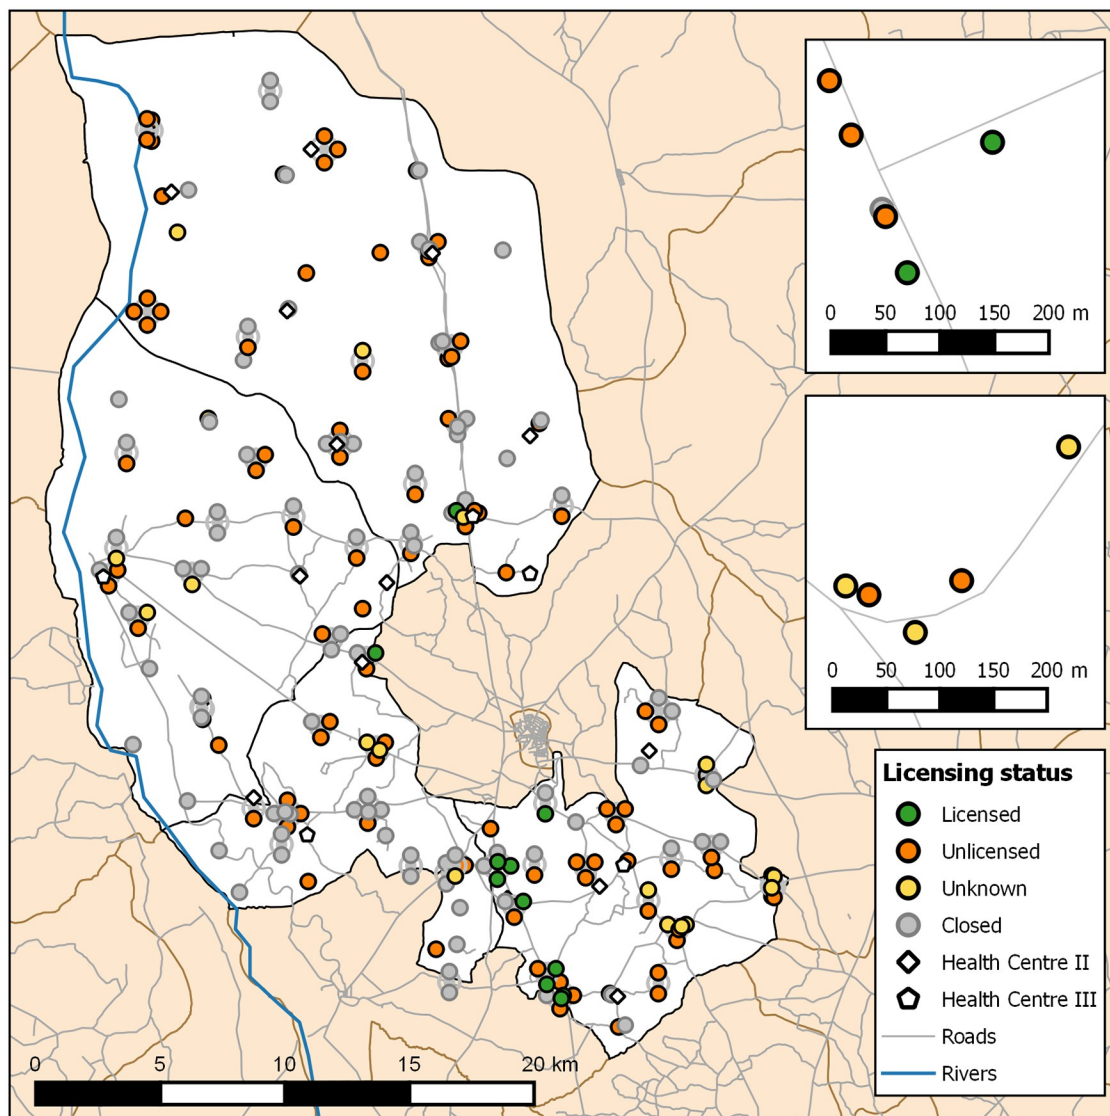 0 50 100 150 200 m
0 50 100 150 200 m
Licensing status
Licensed
Unlicensed
Unknown
Closed
Health Centre II
Health Centre III
Roads
Rivers
0 5 10 15 20 km